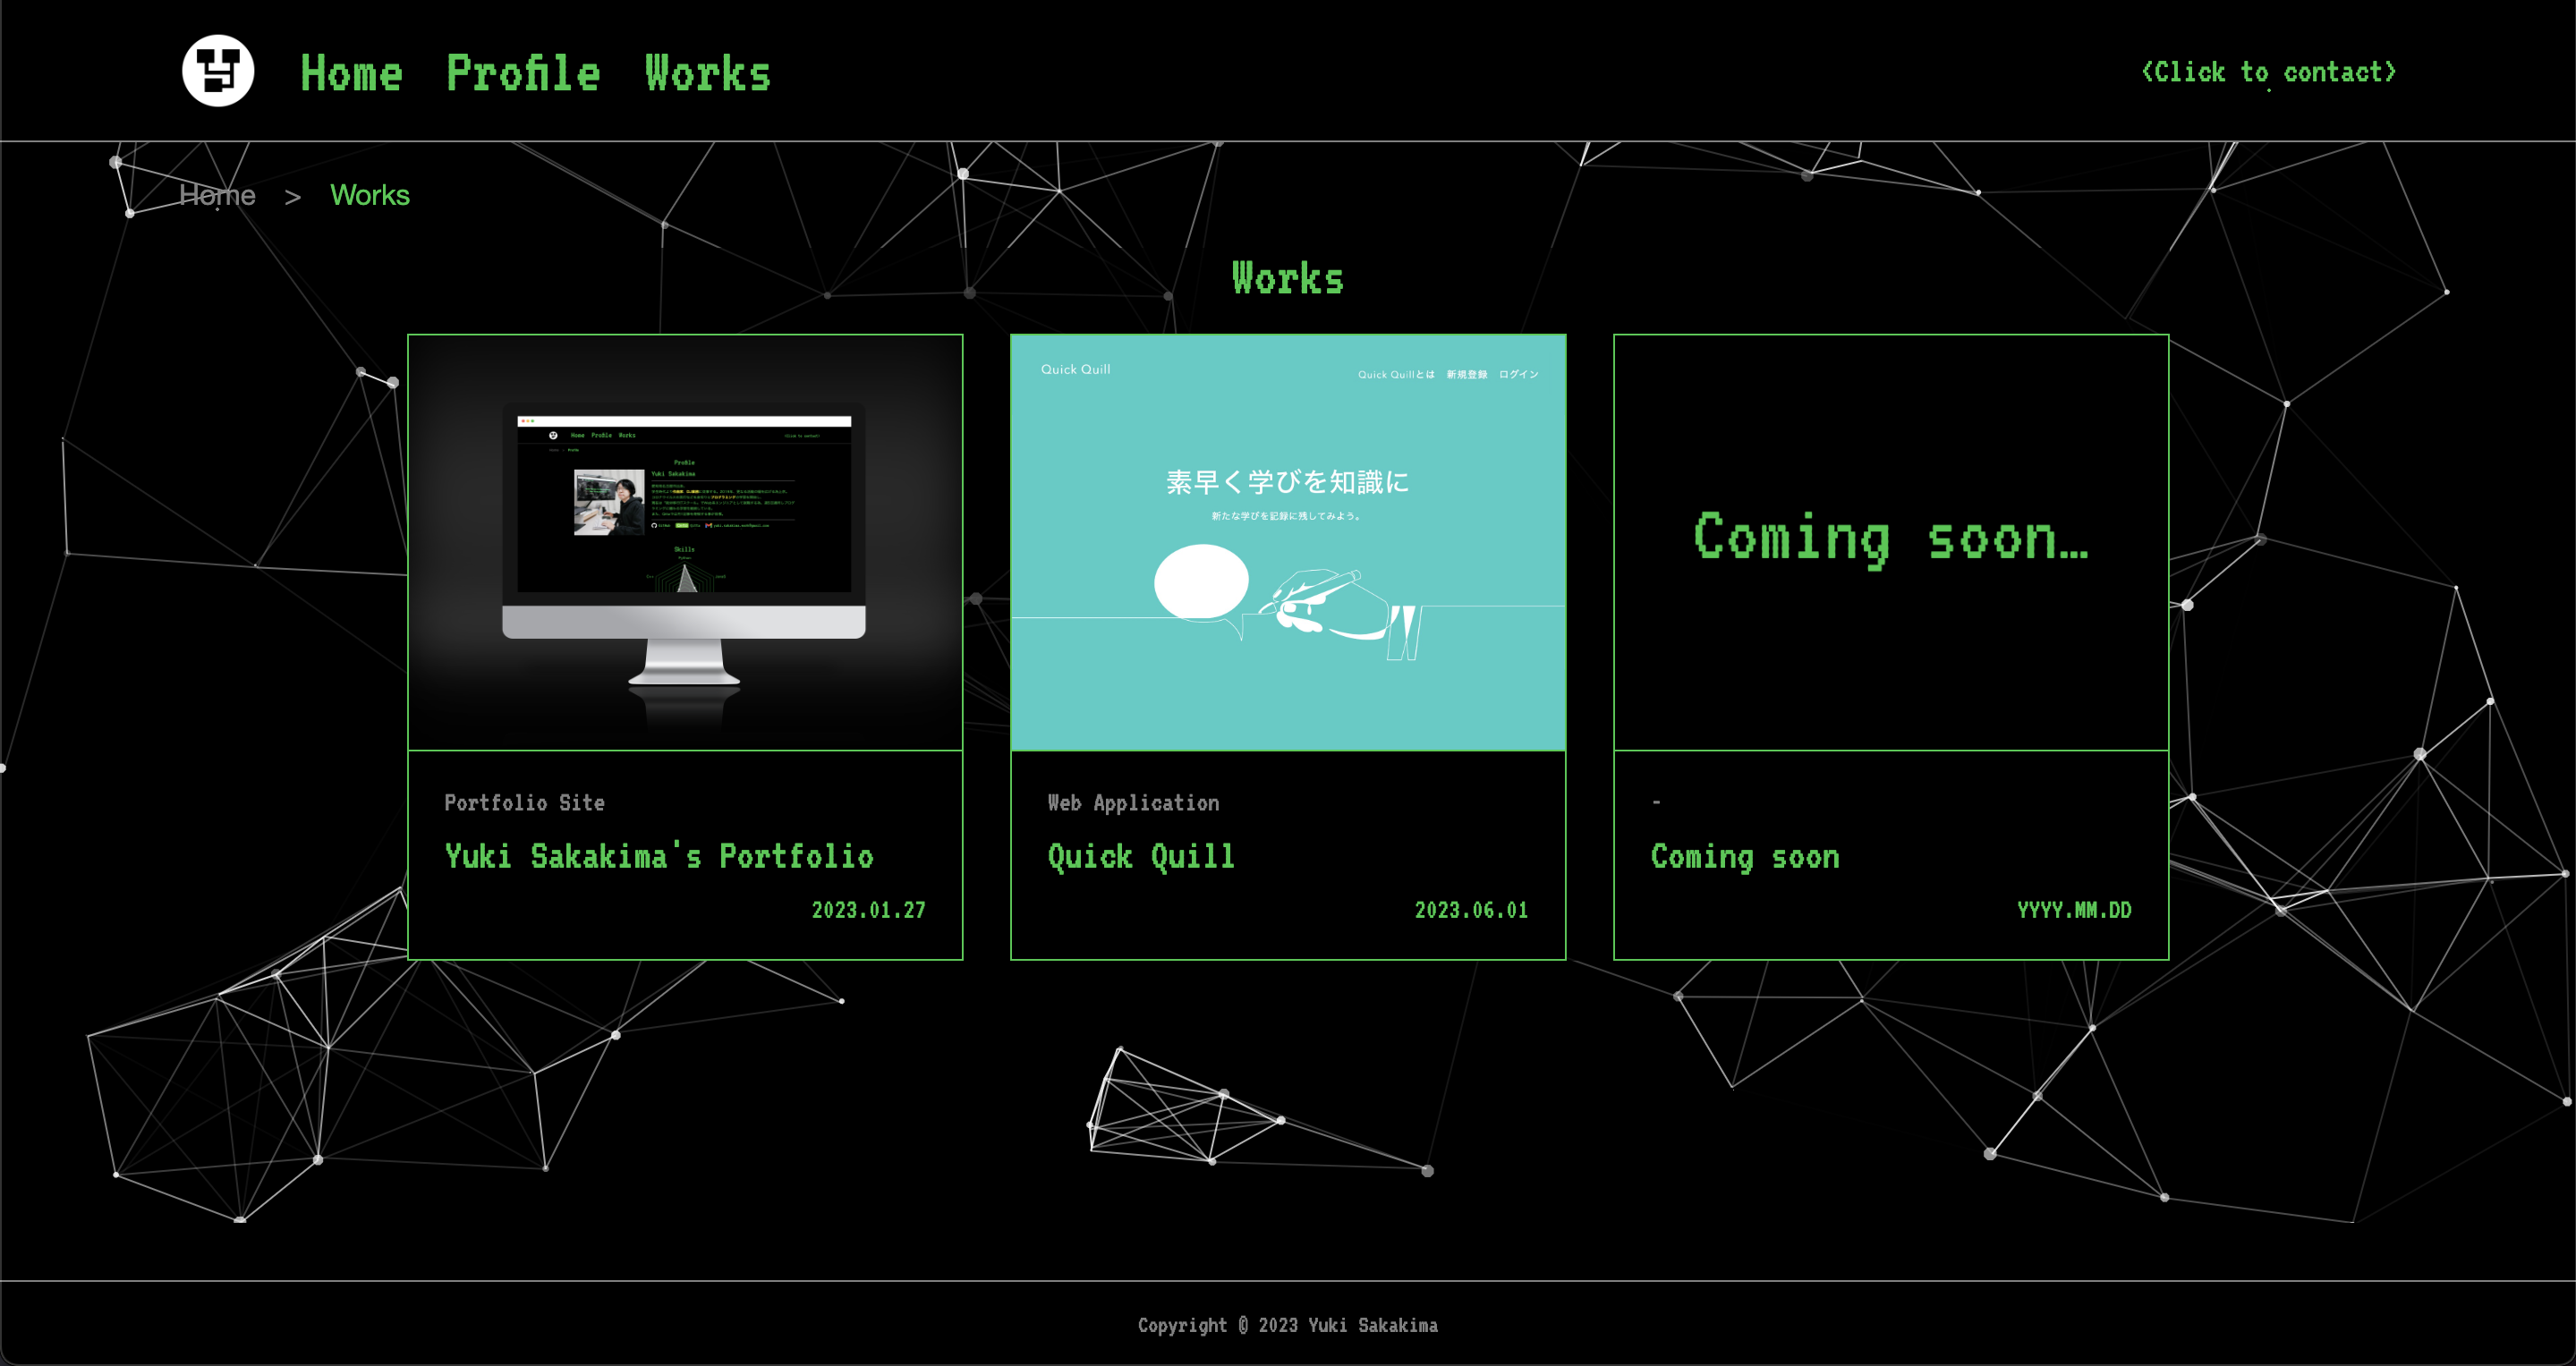 Home Profile Works
<Click to contact>
Home > Works
Works
Home Profile Works
Profile
Yuki Sakakima
Skills
Quick Quill
Quick Quillとは 新規登録 ログイン
素早く学びを知識に
新たな学びを記録に残してみよう。
Coming soon…
Portfolio Site
Yuki Sakakima's Portfolio
2023.01.27
Web Application
Quick Quill
2023.06.01
-
Coming soon
YYYY.MM.DD
Copyright © 2023 Yuki Sakakima